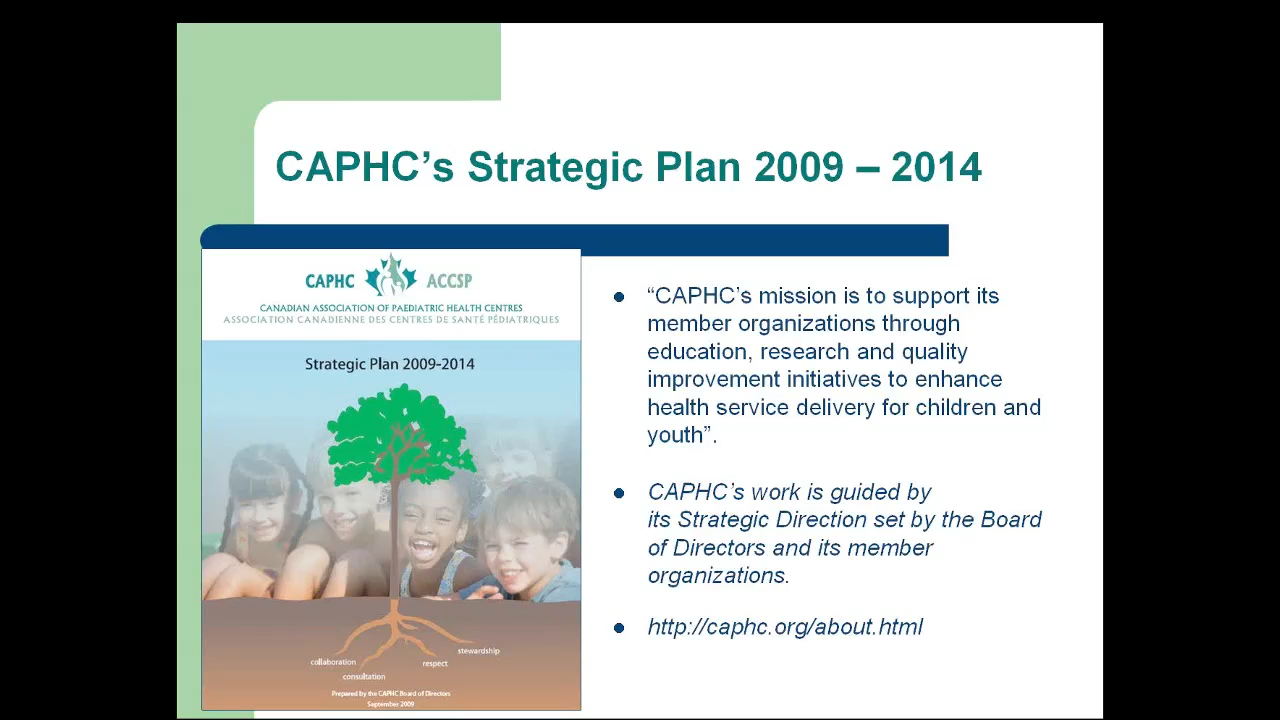 CAPHC’s Strategic Plan 2009 – 2014
CAPHC ACCSP
CANADIAN ASSOCIATION OF PAEDIATRIC HEALTH CENTRES
ASSOCIATION CANADIENNE DES CENTRES DE SANTÉ PÉDIATRIQUES
Strategic Plan 2009-2014
stewardship
collaboration
respect
consultation
Prepared by the CAPHC Board of Directors
September 2009
“CAPHC’s mission is to support its
member organizations through
education, research and quality
improvement initiatives to enhance
health service delivery for children and
youth”.
CAPHC’s work is guided by
its Strategic Direction set by the Board
of Directors and its member
organizations.
http://caphc.org/about.html